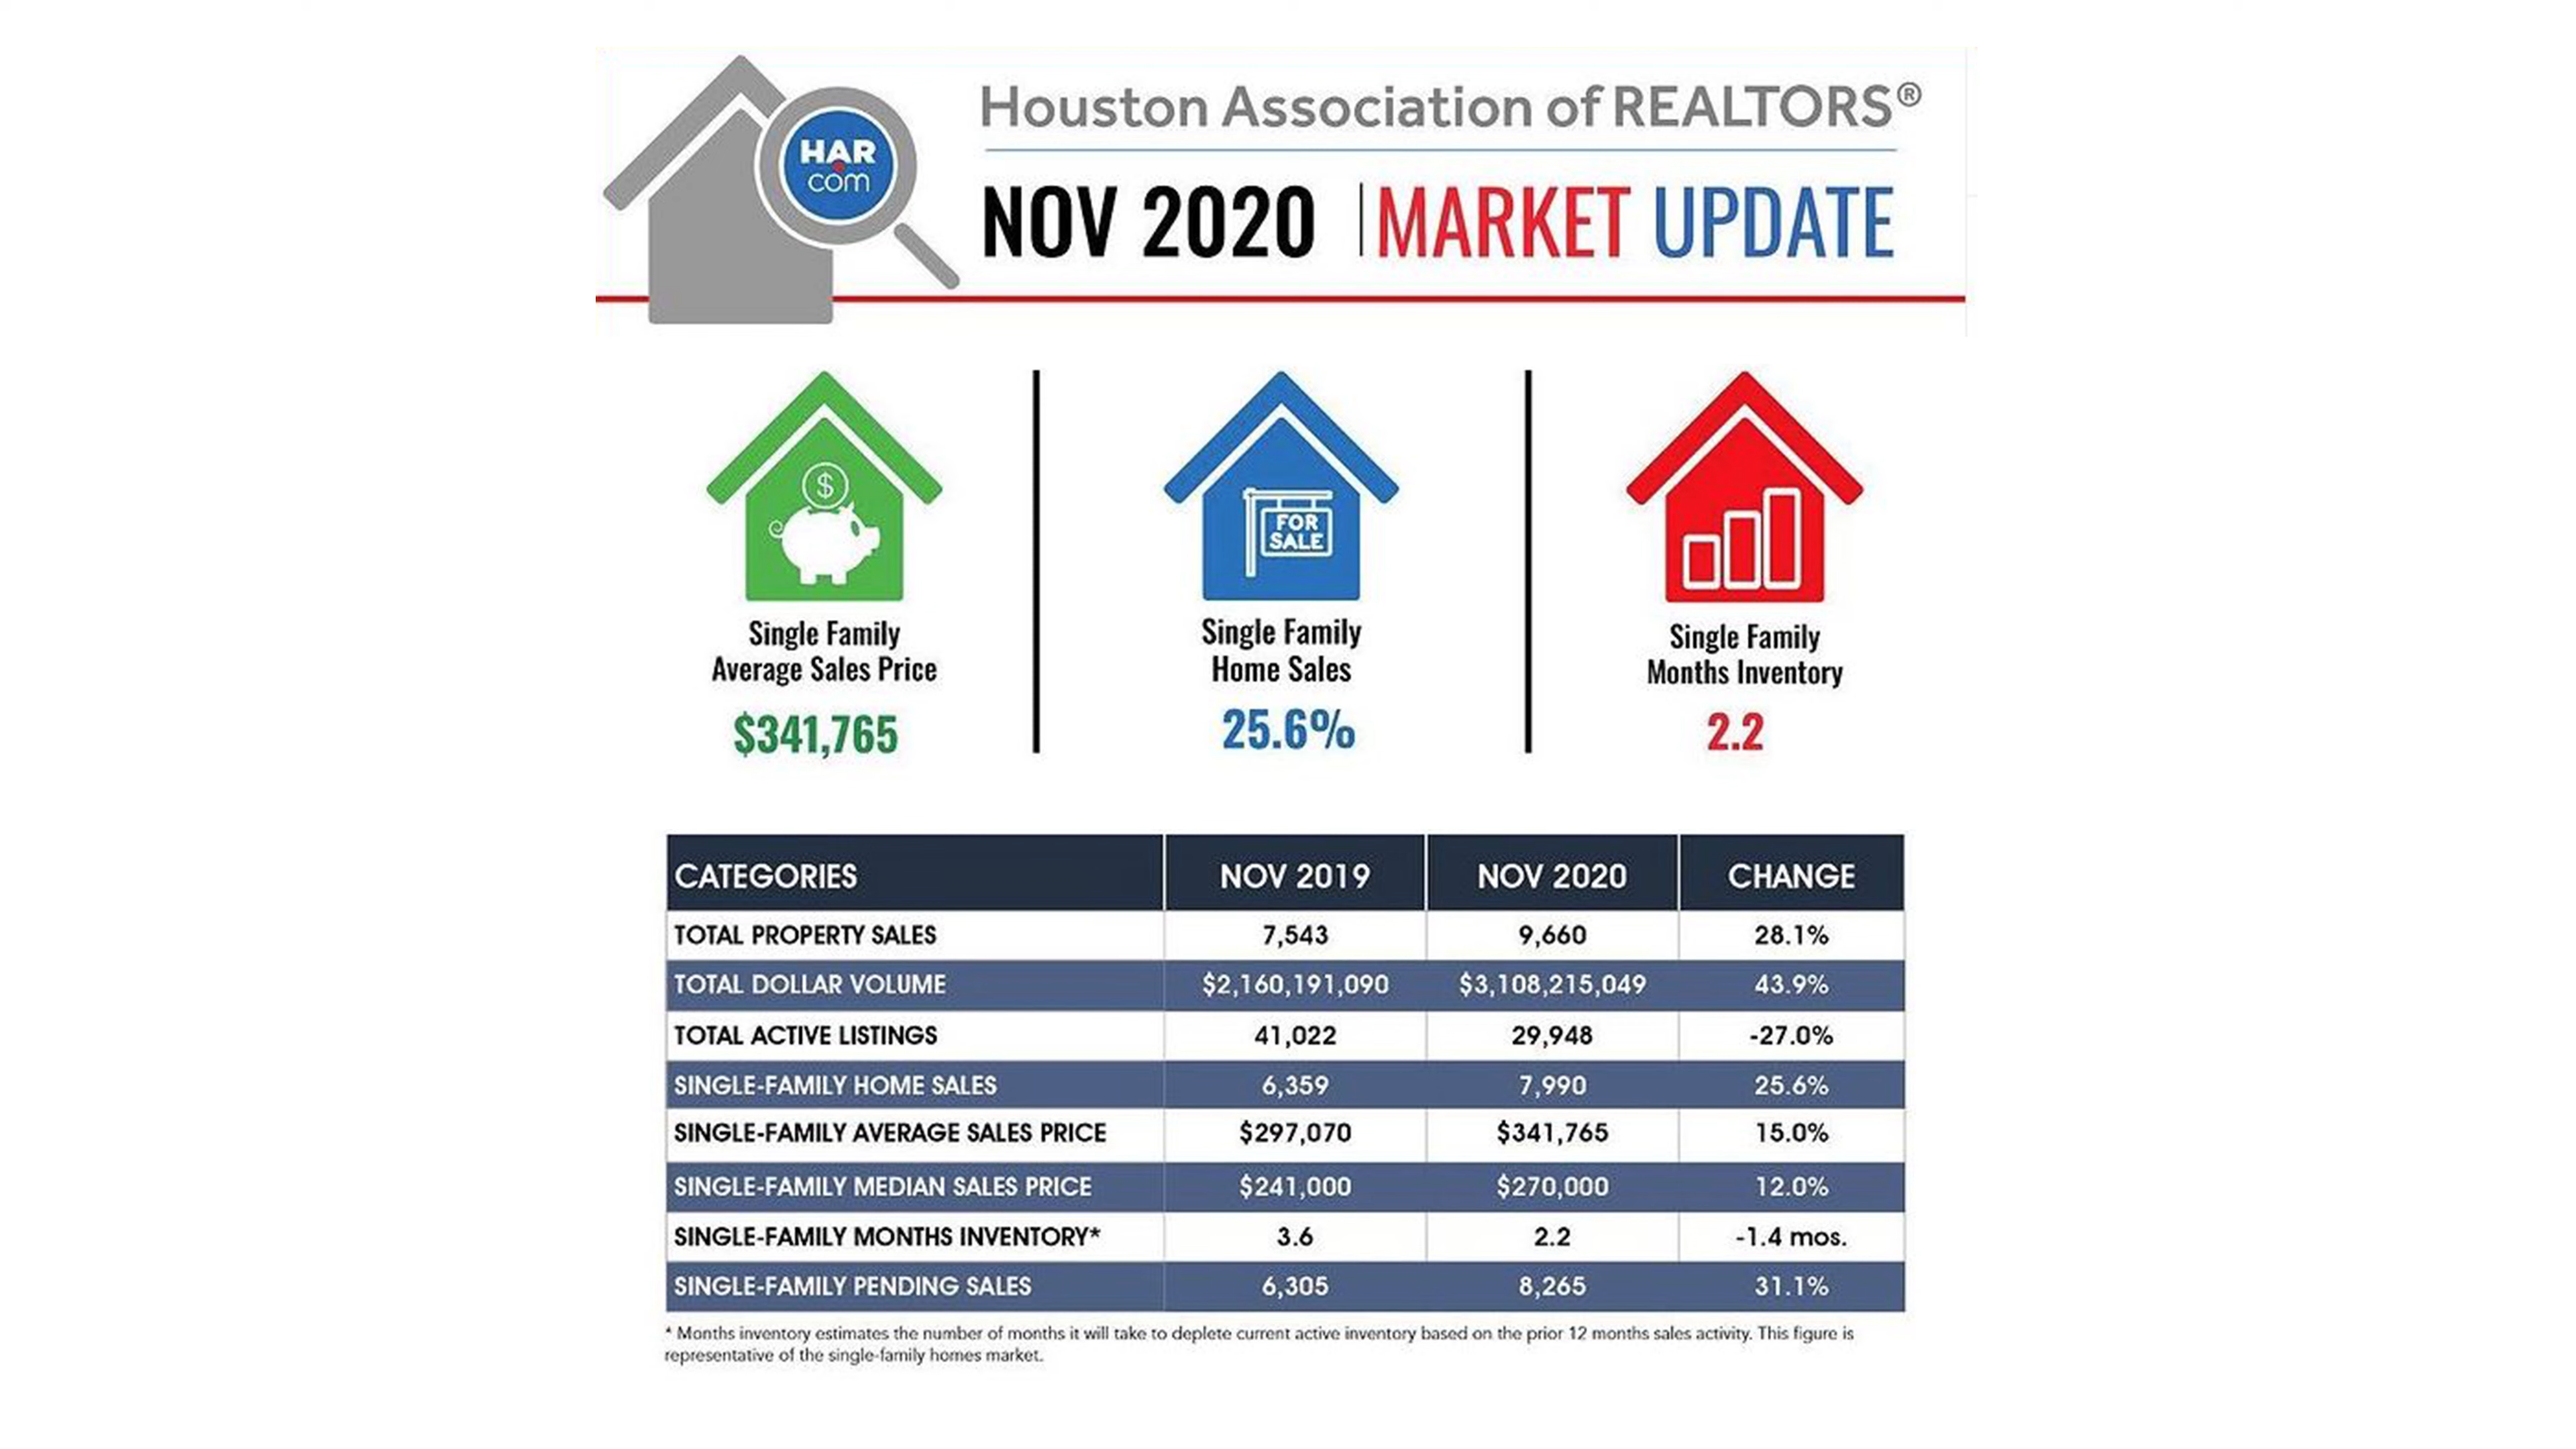 HAR
com
Houston Association of REALTORS®
NOV 2020 | MARKET UPDATE
$
FOR
SALE
Single Family
Average Sales Price
$341,765
Single Family
Home Sales
25.6%
Single Family
Months Inventory
2.2
CATEGORIES NOV 2019 NOV 2020 CHANGE
TOTAL PROPERTY SALES 7,543 9,660 28.1%
TOTAL DOLLAR VOLUME $2,160,191,090 $3,108,215,049 43.9%
TOTAL ACTIVE LISTINGS 41,022 29,948 -27.0%
SINGLE-FAMILY HOME SALES 6,359 7,990 25.6%
SINGLE-FAMILY AVERAGE SALES PRICE $297,070 $341,765 15.0%
SINGLE-FAMILY MEDIAN SALES PRICE $241,000 $270,000 12.0%
SINGLE-FAMILY MONTHS INVENTORY* 3.6 2.2 -1.4 mos.
SINGLE-FAMILY PENDING SALES 6,305 8,265 31.1%
* Months inventory estimates the number of months it will take to deplete current active inventory based on the prior 12 months sales activity. This figure is
representative of the single-family homes market.